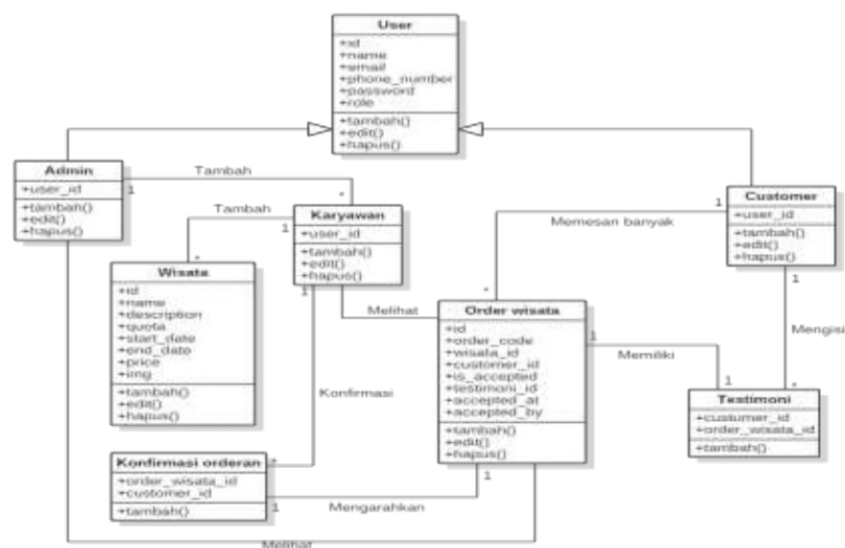 User
+id
+name
+email
+phone_number
+password
+role
+tambah()
+edit()
+hapus()
Admin
+user_id
+tambah()
+edit()
+hapus()
1
Tambah
*
Karyawan
+user_id
+tambah()
+edit()
+hapus()
1
Tambah
*
1
Customer
+user_id
+tambah()
+edit()
+hapus()
1
Memesan banyak
*
1
Mengisi
*
Wisata
+id
+name
+description
+quota
+start_date
+end_date
+price
+img
+tambah()
+edit()
+hapus()
Melihat
Order wisata
+id
+order_code
+wisata_id
+customer_id
+is_accepted
+testimoni_id
+accepted_at
+accepted_by
+tambah()
+edit()
+hapus()
1
Memiliki
1
Testimoni
+custumer_id
+order_wisata_id
+tambah()
Konfirmasi
*
Konfirmasi orderan
+order_wisata_id
+customer_id
+tambah()
1
Mengarahkan
1
1
Melihat